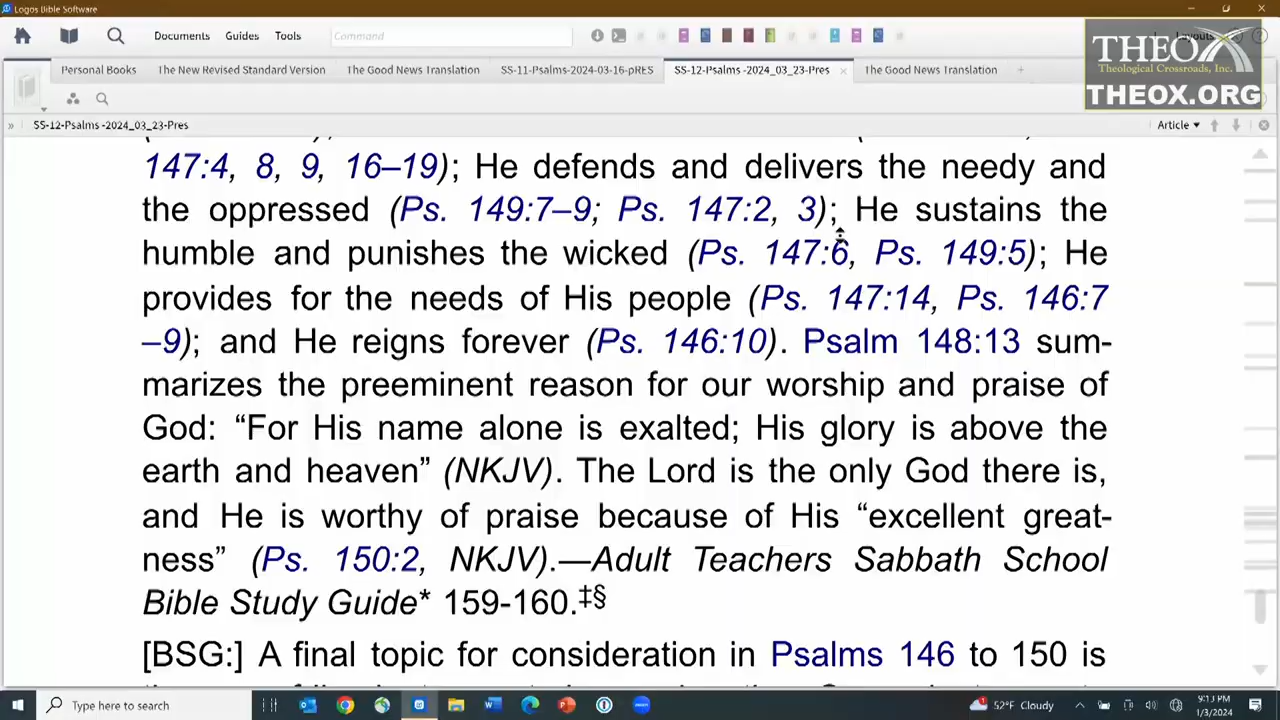 Logos Bible Software
Documents Guides Tools Command Layouts
THEOX
Theological Crossroads, Inc.
THEOX.ORG
Personal Books The New Revised Standard Version The Good News 11-Psalms-2024-03-16-pRES SS-12-Psalms -2024_03_23-Pres The Good News Translation
SS-12-Psalms -2024_03_23-Pres Article
147:4, 8, 9, 16–19); He defends and delivers the needy and
the oppressed (Ps. 149:7–9; Ps. 147:2, 3); He sustains the
humble and punishes the wicked (Ps. 147:6, Ps. 149:5); He
provides for the needs of His people (Ps. 147:14, Ps. 146:7
–9); and He reigns forever (Ps. 146:10). Psalm 148:13 sum-
marizes the preeminent reason for our worship and praise of
God: “For His name alone is exalted; His glory is above the
earth and heaven” (NKJV). The Lord is the only God there is,
and He is worthy of praise because of His “excellent great-
ness” (Ps. 150:2, NKJV).—Adult Teachers Sabbath School
Bible Study Guide* 159-160.‡§
[BSG:] A final topic for consideration in Psalms 146 to 150 is
Type here to search 52°F Cloudy 9:13 PM
1/3/2024